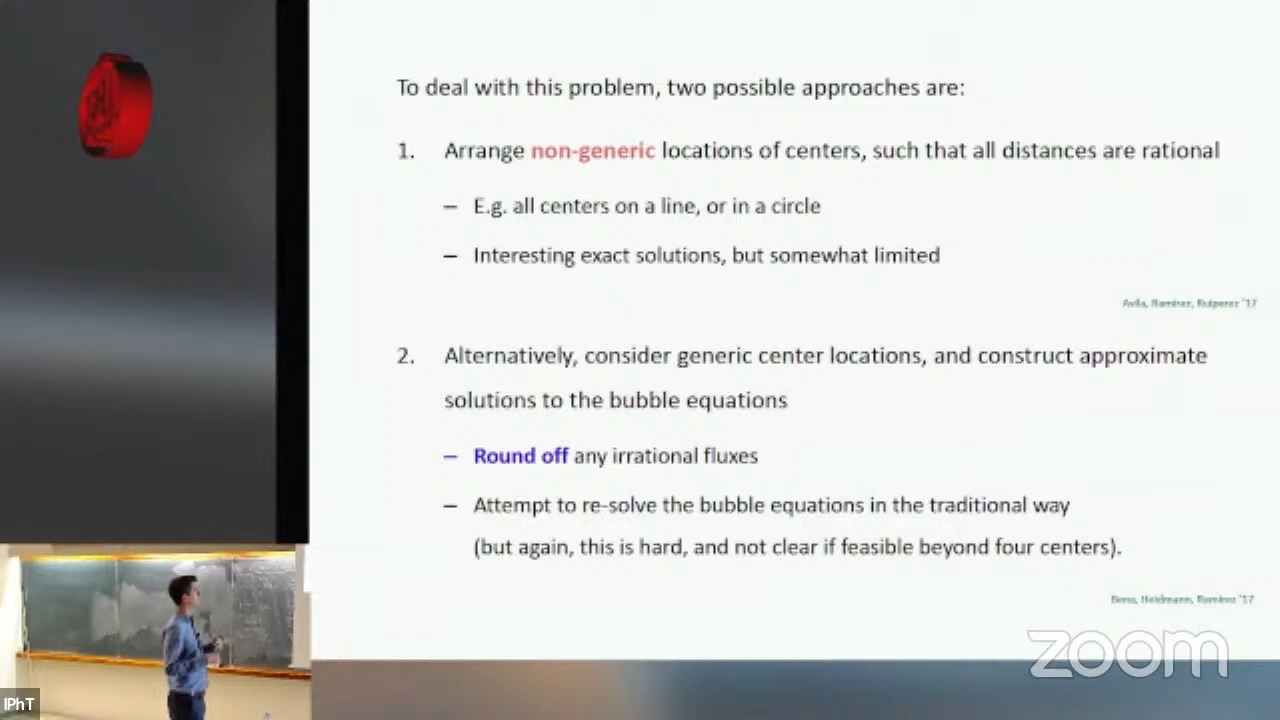 To deal with this problem, two possible approaches are:
1. Arrange non-generic locations of centers, such that all distances are rational
– E.g. all centers on a line, or in a circle
– Interesting exact solutions, but somewhat limited
Avila, Ramirez, Ruiperez '17
2. Alternatively, consider generic center locations, and construct approximate
solutions to the bubble equations
– Round off any irrational fluxes
– Attempt to re-solve the bubble equations in the traditional way
(but again, this is hard, and not clear if feasible beyond four centers).
Bena, Heidmann, Ramirez '17
zoom
IPhT